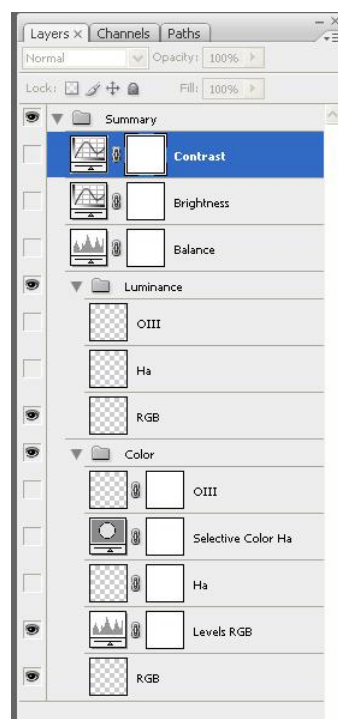 Layers × Channels Paths
Normal Opacity: 100%
Lock: Fill: 100%
Summary
Contrast
Brightness
Balance
Luminance
OIII
Ha
RGB
Color
OIII
Selective Color Ha
Ha
Levels RGB
RGB